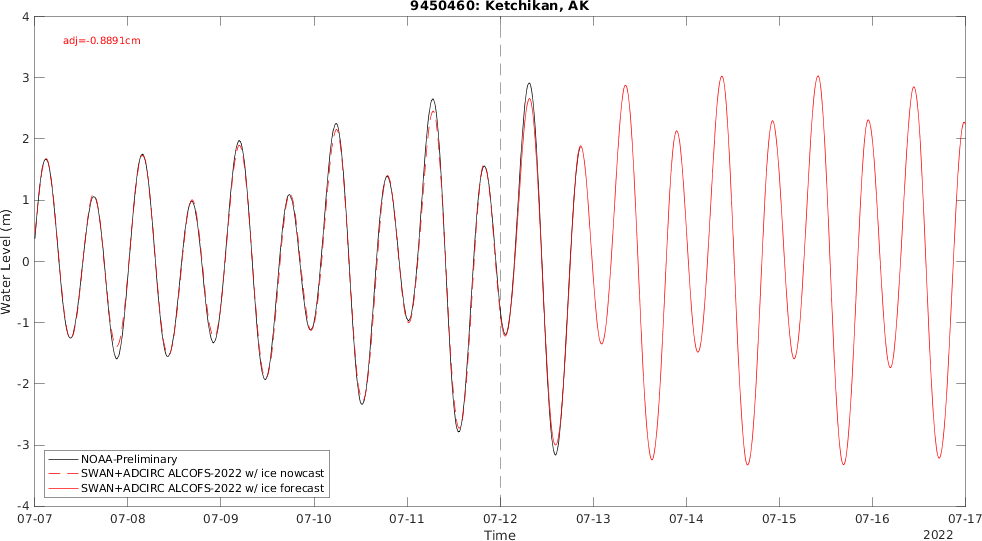 9450460: Ketchikan, AK
adj=-0.8891cm
Water Level (m)
4
3
2
1
0
-1
-2
-3
-4
NOAA-Preliminary
SWAN+ADCIRC ALCOFS-2022 w/ ice nowcast
SWAN+ADCIRC ALCOFS-2022 w/ ice forecast
07-07 07-08 07-09 07-10 07-11 07-12 07-13 07-14 07-15 07-16 07-17
Time
2022